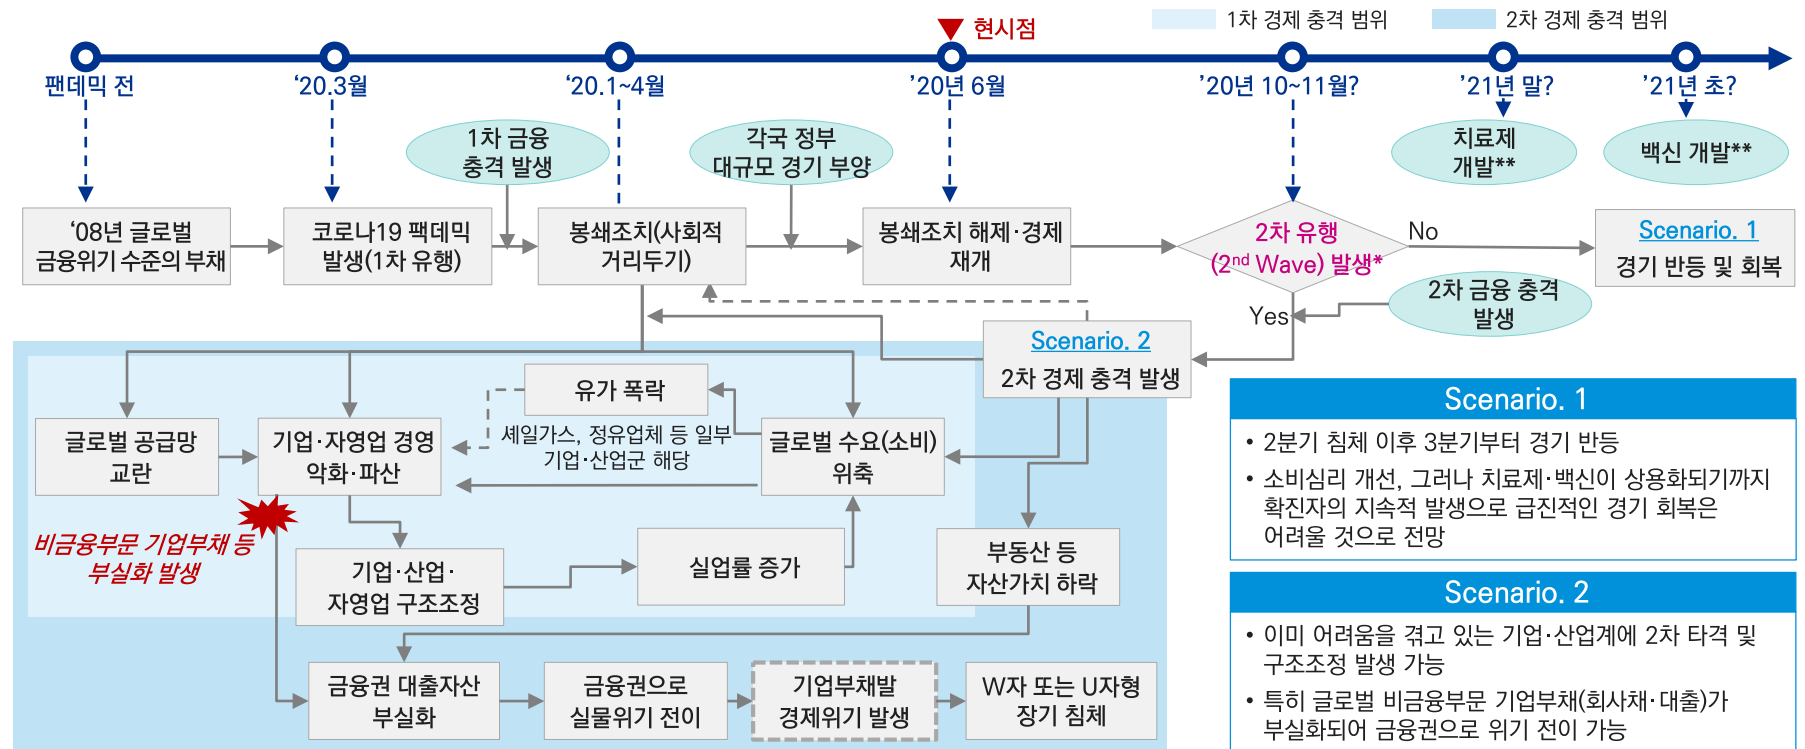 1차 경제 충격 범위
2차 경제 충격 범위
현시점
팬데믹 전
‘20.3월
‘20.1~4월
’20년 6월
’20년 10~11월?
’21년 말?
’21년 초?
1차 금융
충격 발생
각국 정부
대규모 경기 부양
치료제
개발**
백신 개발**
‘08년 글로벌
금융위기 수준의 부채
코로나19 팩데믹
발생(1차 유행)
봉쇄조치(사회적
거리두기)
봉쇄조치 해제·경제
재개
2차 유행
(2nd Wave) 발생*
No
Scenario. 1
경기 반등 및 회복
2차 금융 충격
발생
Yes
Scenario. 2
2차 경제 충격 발생
유가 폭락
글로벌 공급망
교란
기업·자영업 경영
악화·파산
셰일가스, 정유업체 등 일부
기업·산업군 해당
글로벌 수요(소비)
위축
비금융부문 기업부채 등
부실화 발생
기업·산업·
자영업 구조조정
실업률 증가
부동산 등
자산가치 하락
금융권 대출자산
부실화
금융권으로
실물위기 전이
기업부채발
경제위기 발생
W자 또는 U자형
장기 침체
Scenario. 1
• 2분기 침체 이후 3분기부터 경기 반등
• 소비심리 개선, 그러나 치료제·백신이 상용화되기까지
확진자의 지속적 발생으로 급진적인 경기 회복은
어려울 것으로 전망
Scenario. 2
• 이미 어려움을 겪고 있는 기업·산업계에 2차 타격 및
구조조정 발생 가능
• 특히 글로벌 비금융부문 기업부채(회사채·대출)가
부실화되어 금융권으로 위기 전이 가능